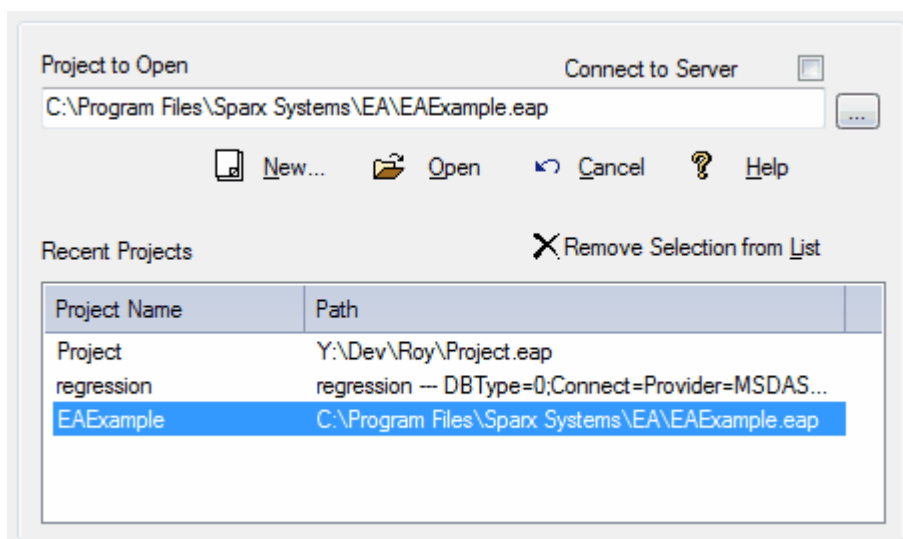 Project to Open
Connect to Server
C:\Program Files\Sparx Systems\EA\EAExample.eap
...
New... Open Cancel Help
Recent Projects
Remove Selection from List
Project Name Path
Project Y:\Dev\Roy\Project.eap
regression regression --- DBType=0;Connect=Provider=MSDAS...
EAExample C:\Program Files\Sparx Systems\EA\EAExample.eap